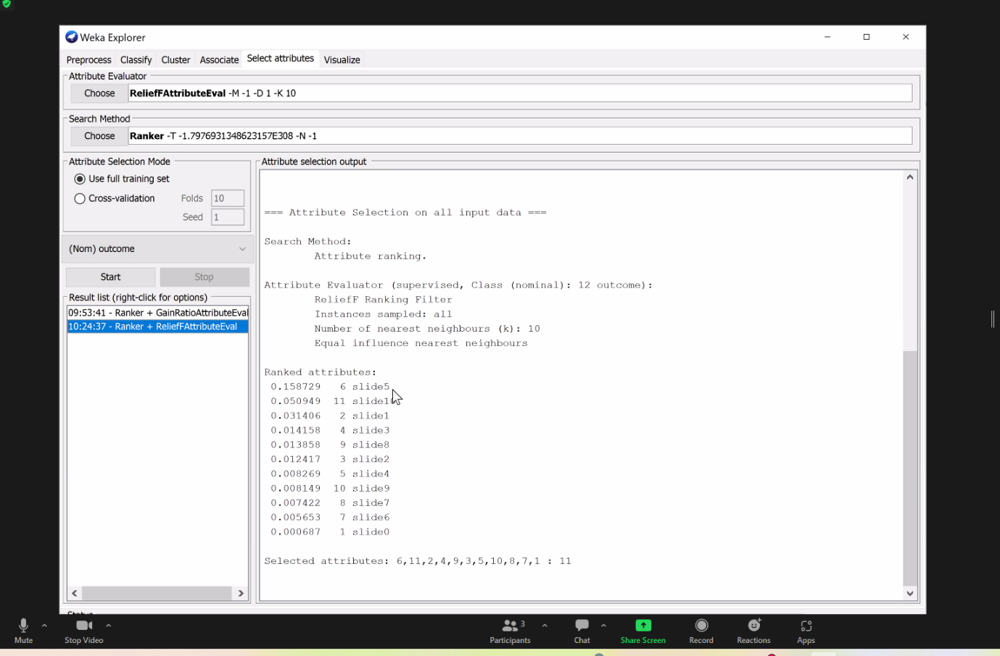 Weka Explorer
Preprocess Classify Cluster Associate Select attributes Visualize
Attribute Evaluator
Choose ReliefFAttributeEval -M -1 -D 1 -K 10
Search Method
Choose Ranker -T -1.7976931348623157E308 -N -1
Attribute Selection Mode
Use full training set
Cross-validation Folds 10
Seed 1
(Nom) outcome
Start Stop
Result list (right-click for options)
09:53:41 - Ranker + GainRatioAttributeEval
10:24:37 - Ranker + ReliefFAttributeEval
Attribute selection output
=== Attribute Selection on all input data ===
Search Method:
Attribute ranking.
Attribute Evaluator (supervised, Class (nominal): 12 outcome):
ReliefF Ranking Filter
Instances sampled: all
Number of nearest neighbours (k): 10
Equal influence nearest neighbours
Ranked attributes:
0.158729 6 slide5
0.050949 11 slide10
0.031406 2 slide1
0.014158 4 slide3
0.013858 9 slide8
0.012417 3 slide2
0.008269 5 slide4
0.008149 10 slide9
0.007422 8 slide7
0.005653 7 slide6
0.000687 1 slide0
Selected attributes: 6,11,2,4,9,3,5,10,8,7,1 : 11
Status
Mute Stop Video Participants 3 Chat Share Screen Record Reactions Apps